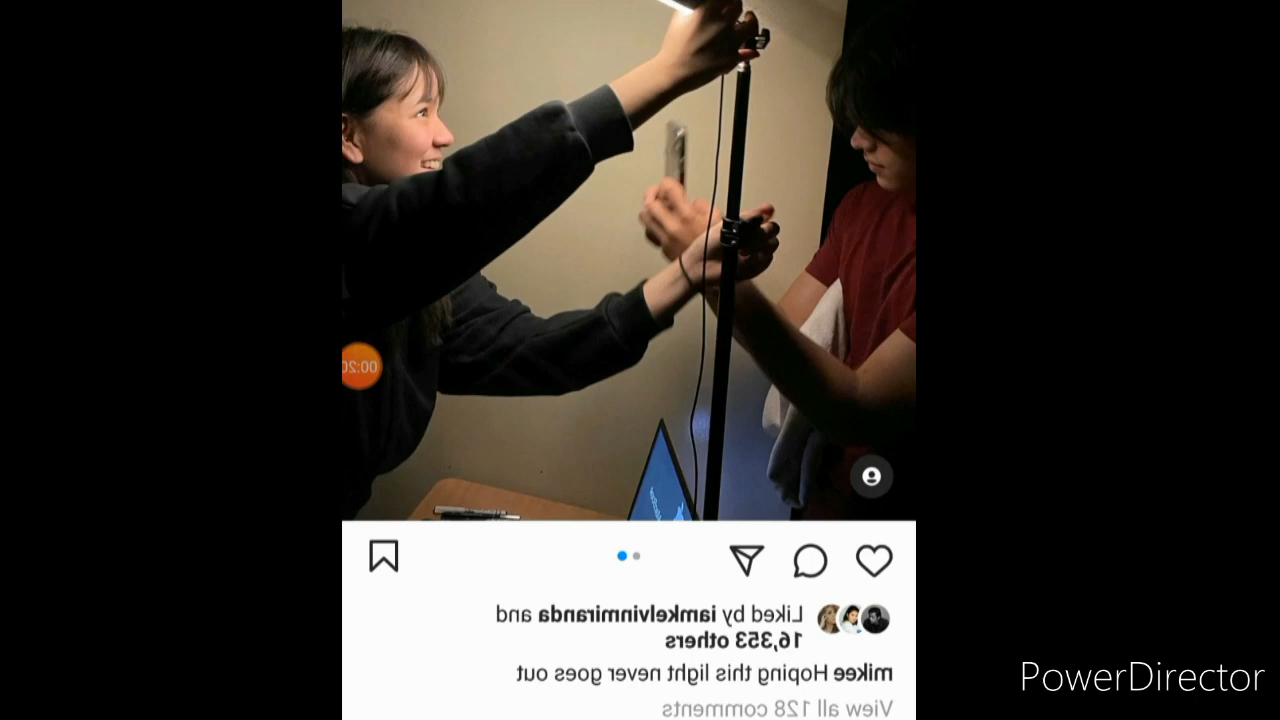 00:20
Liked by iamkelvinmiranda and
16,353 others
mikee Hoping this light never goes out
View all 128 comments
PowerDirector